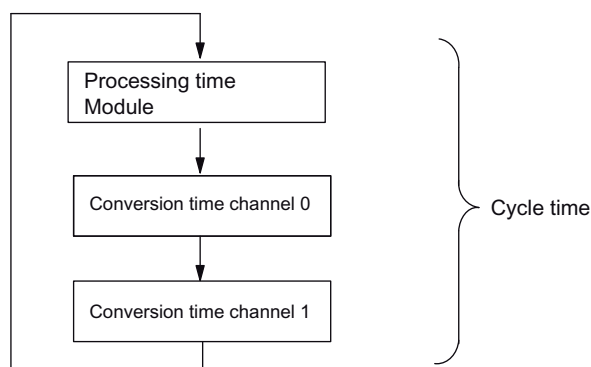 Processing time
Module
Conversion time channel 0
Cycle time
Conversion time channel 1